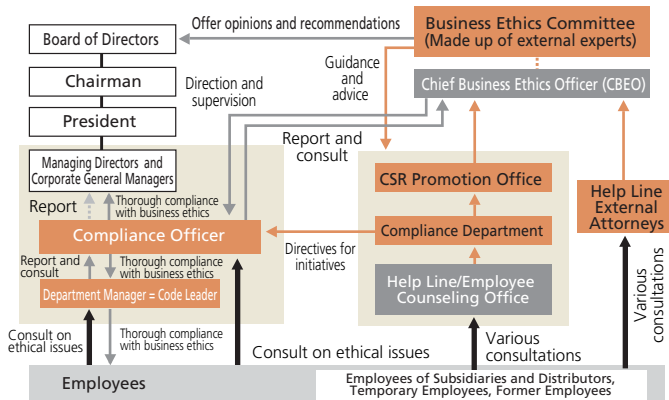 Offer opinions and recommendations
Business Ethics Committee
(Made up of external experts)
Board of Directors
Chairman
President
Managing Directors and
Corporate General Managers
Direction and
supervision
Guidance
and
advice
Chief Business Ethics Officer (CBEO)
Report and
consult
Report
Thorough compliance
with business ethics
Compliance Officer
CSR Promotion Office
Compliance Department
Help Line
External
Attorneys
Directives for
initiatives
Report and
consult
Thorough compliance
with business ethics
Help Line/Employee
Counseling Office
Department Manager = Code Leader
Consult on
ethical issues
Thorough compliance
with business ethics
Consult on ethical issues
Various
consultations
Various
consultations
Employees
Employees of Subsidiaries and Distributors,
Temporary Employees, Former Employees